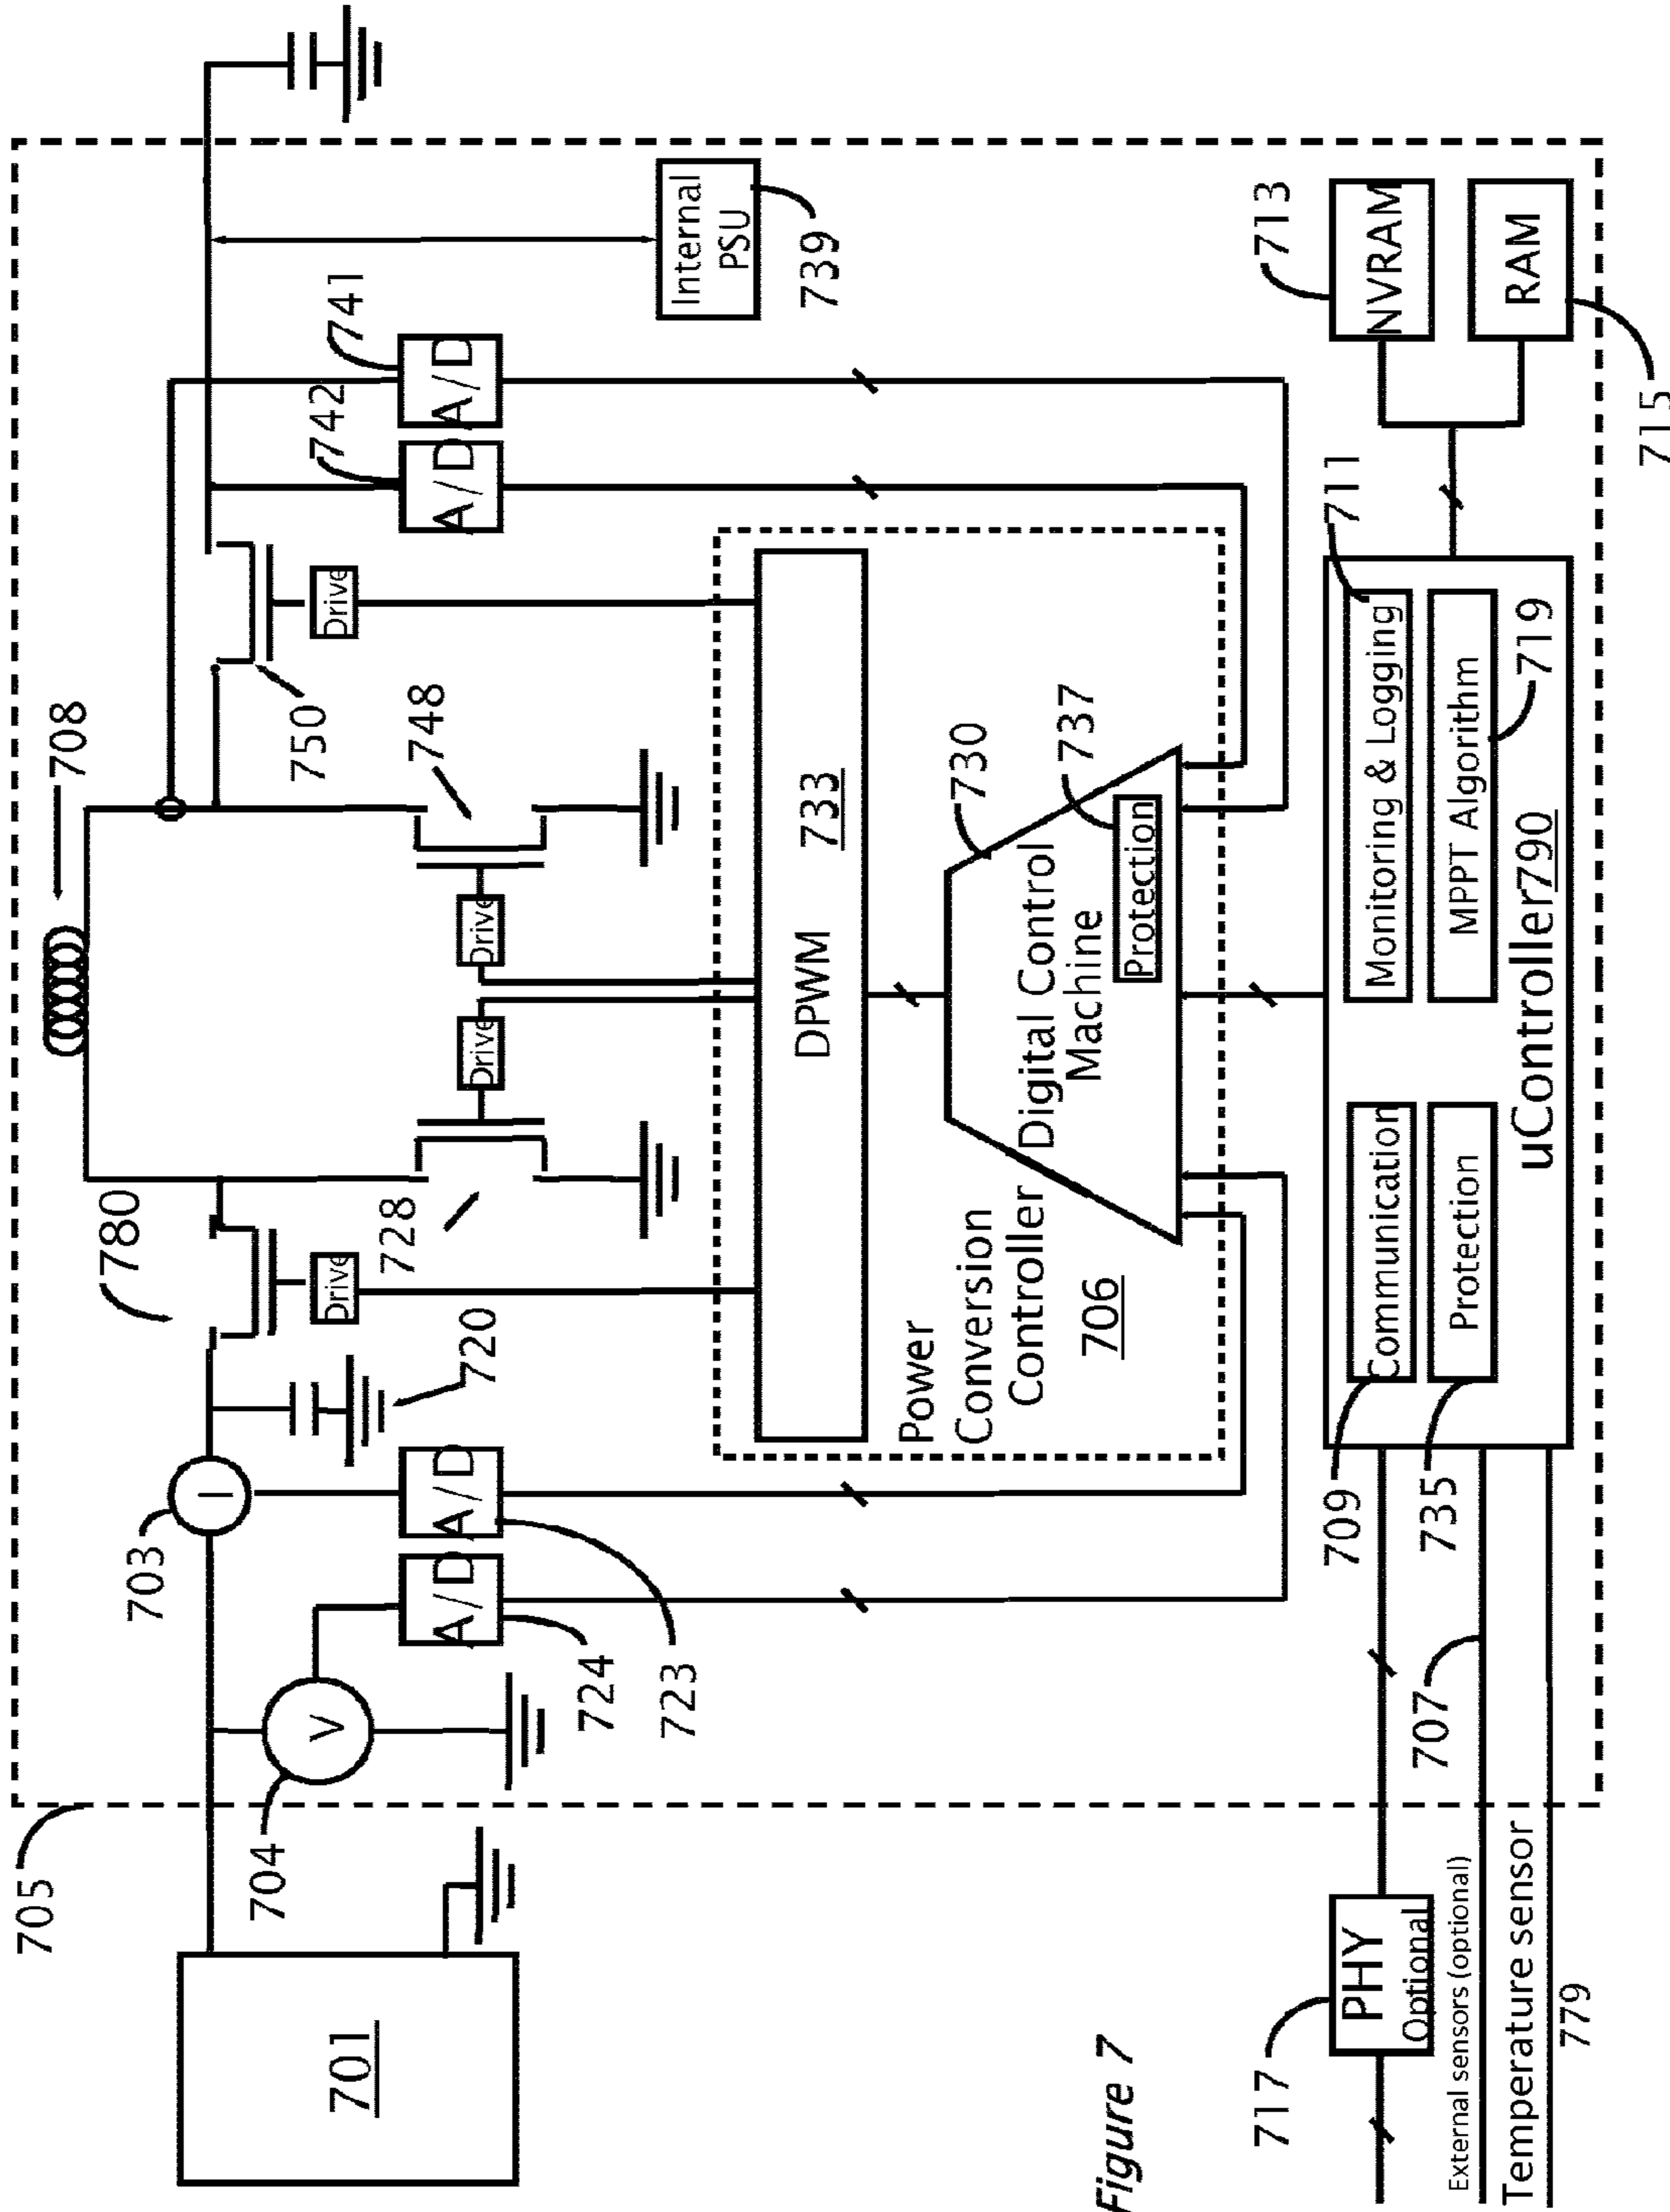 705
701
704
703
V
I
720
780
708
728
748
750
742
741
A/D
A/D
A/D
A/D
724
723
Drive
Drive
Drive
Drive
Internal
PSU
739
DPWM
733
Power
Conversion
Controller
706
Digital Control
Machine
730
737
Protection
709
735
Communication
Protection
711
Monitoring & Logging
MPPT Algorithm
719
uController790
713
NVRAM
RAM
715
717
PHY
Optional
707
External sensors (optional)
Temperature sensor
779
Figure 7